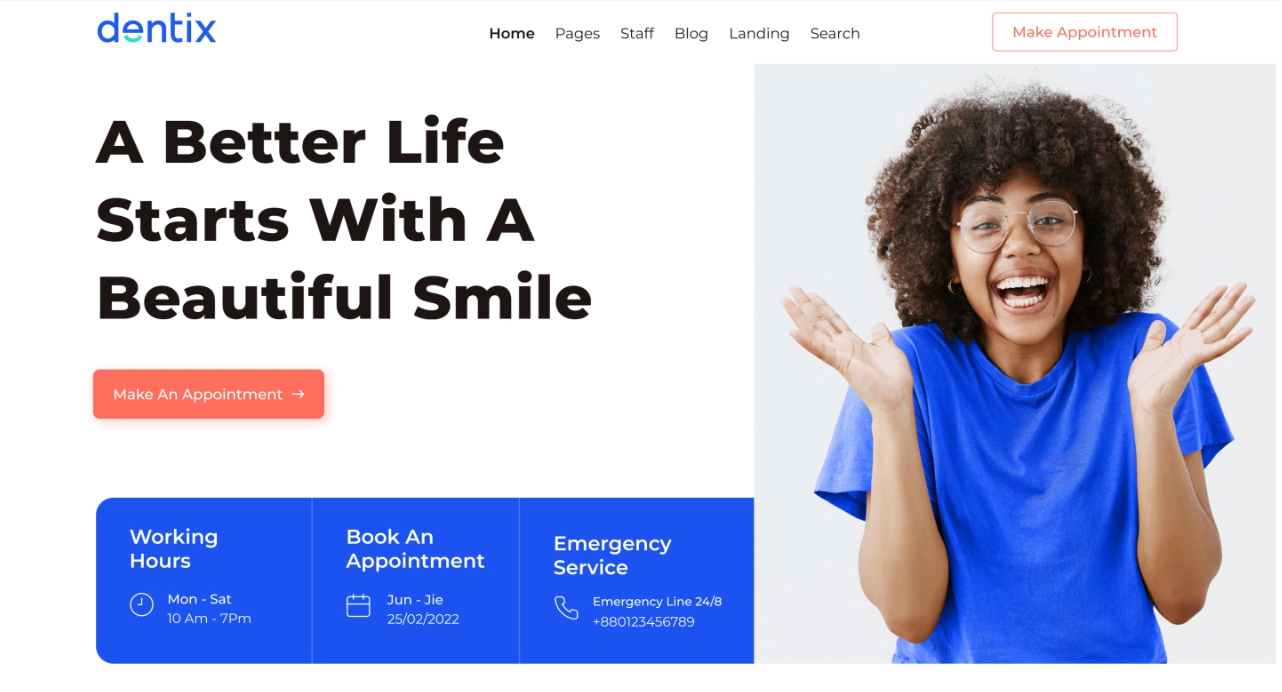 dentix
Home Pages Staff Blog Landing Search
Make Appointment
A Better Life
Starts With A
Beautiful Smile
Make An Appointment →
Working
Hours
Mon - Sat
10 Am - 7Pm
Book An
Appointment
Jun - Jie
25/02/2022
Emergency
Service
Emergency Line 24/8
+880123456789